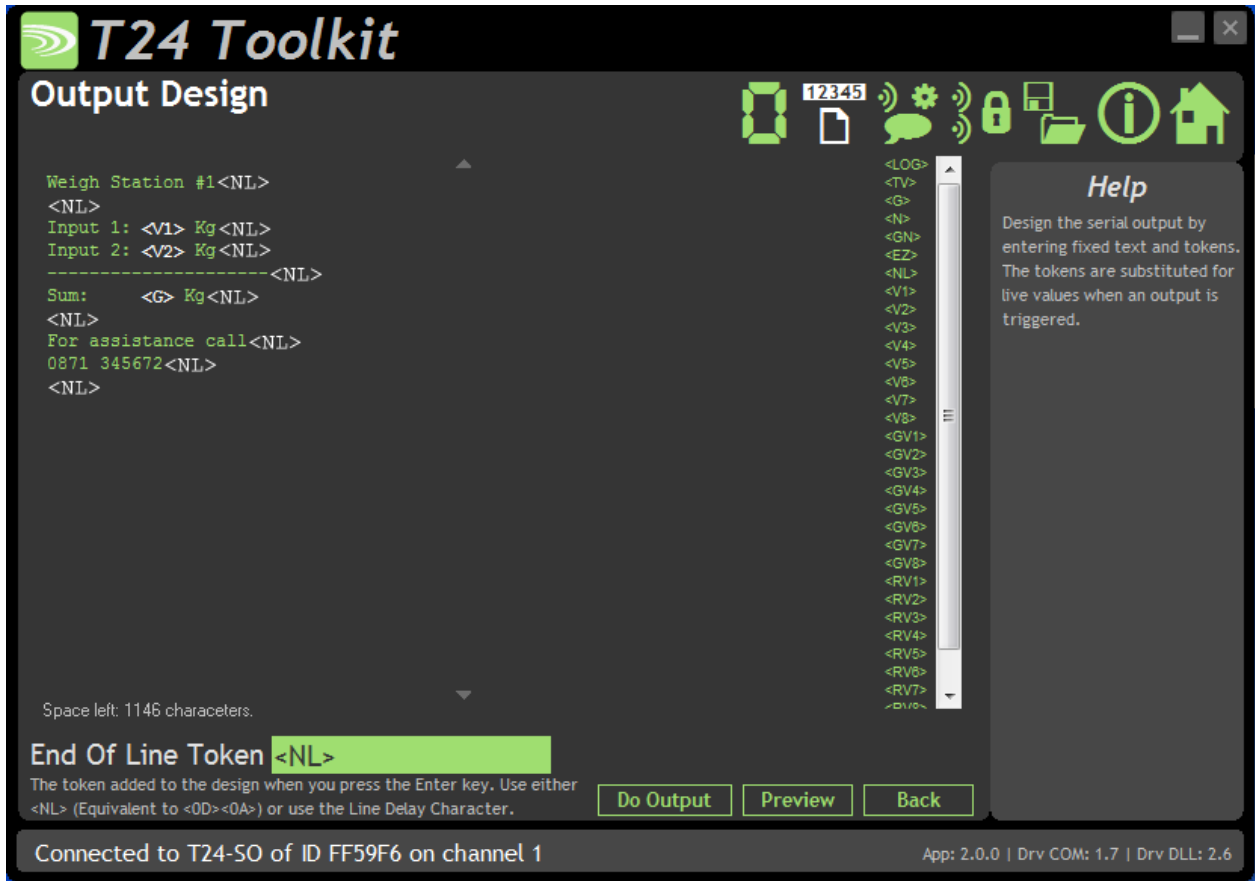 T24 Toolkit
Output Design
12345
Weigh Station #1<NL>
<NL>
Input 1: <V1> Kg<NL>
Input 2: <V2> Kg<NL>
---------------------<NL>
Sum:     <G> Kg<NL>
<NL>
For assistance call<NL>
0871 345672<NL>
<NL>
Space left: 1146 characeters.
<LOG>
<TV>
<G>
<N>
<GN>
<EZ>
<NL>
<V1>
<V2>
<V3>
<V4>
<V5>
<V6>
<V7>
<V8>
<GV1>
<GV2>
<GV3>
<GV4>
<GV5>
<GV6>
<GV7>
<GV8>
<RV1>
<RV2>
<RV3>
<RV4>
<RV5>
<RV6>
<RV7>
<RV8>
Help
Design the serial output by
entering fixed text and tokens.
The tokens are substituted for
live values when an output is
triggered.
End Of Line Token <NL>
The token added to the design when you press the Enter key. Use either
<NL> (Equivalent to <0D><0A>) or use the Line Delay Character.
Do Output
Preview
Back
Connected to T24-SO of ID FF59F6 on channel 1
App: 2.0.0 | Drv COM: 1.7 | Drv DLL: 2.6